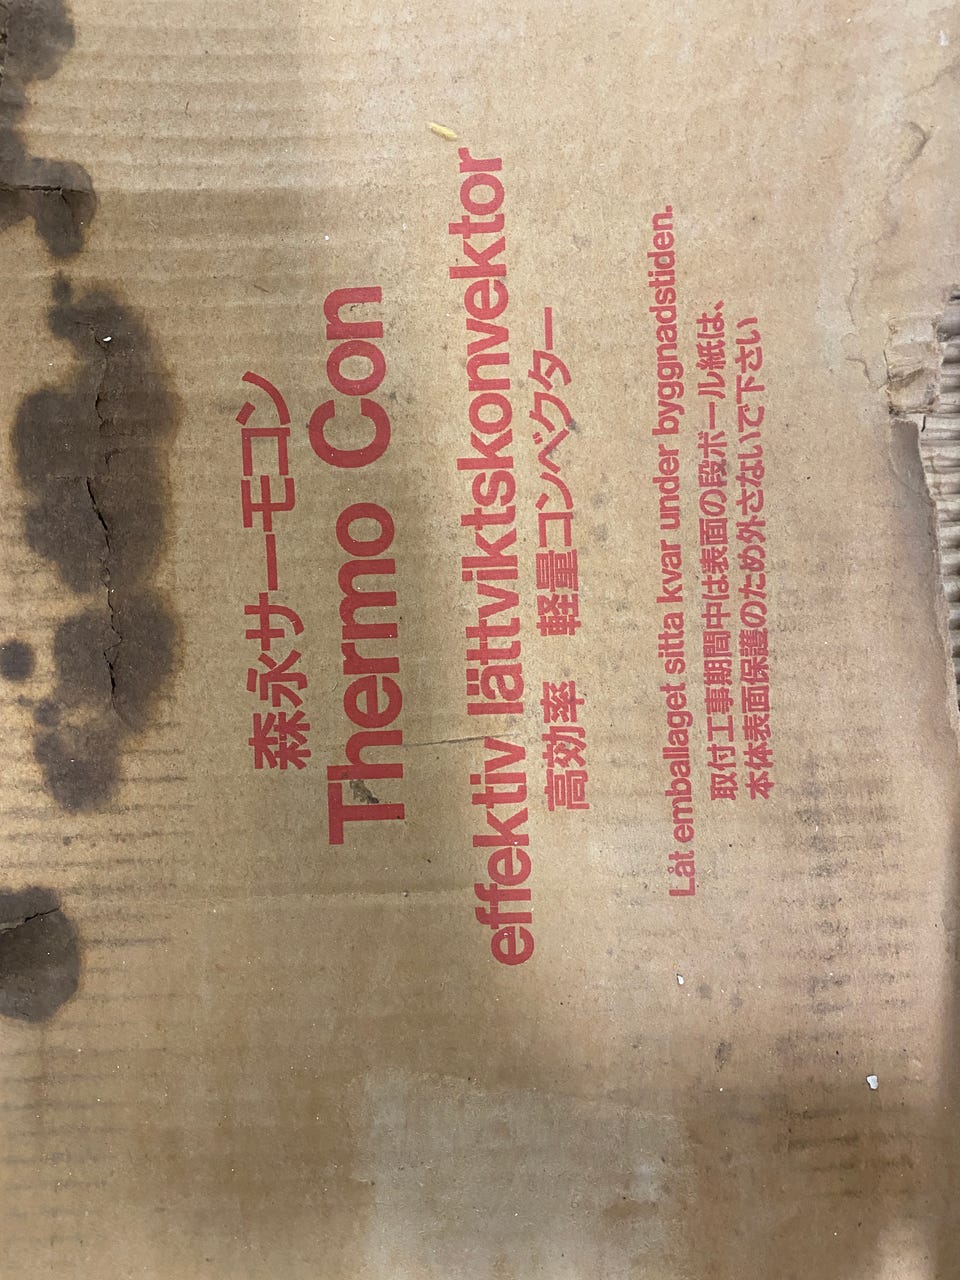 森永サーモコン
Thermo Con
effektiv lättviktskonvektor
高効率 軽量コンベクター
Låt emballaget sitta kvar under byggnadstiden.
取付工事期間中は表面の段ボール紙は、
本体表面保護のため外さないで下さい